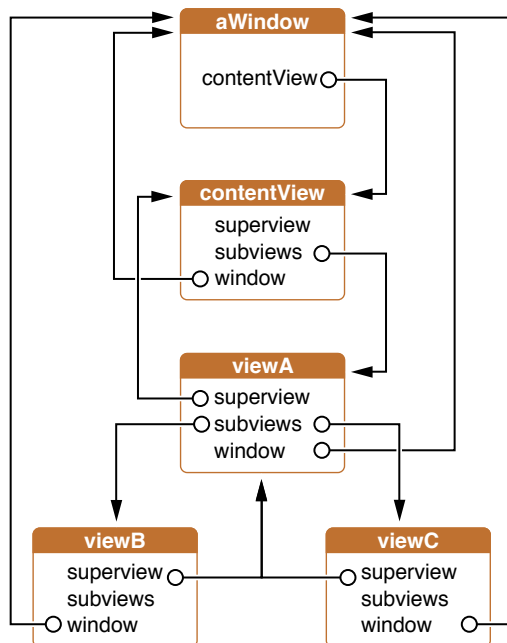 aWindow
contentView
contentView
superview
subviews
window
viewA
superview
subviews
window
viewB
superview
subviews
window
viewC
superview
subviews
window